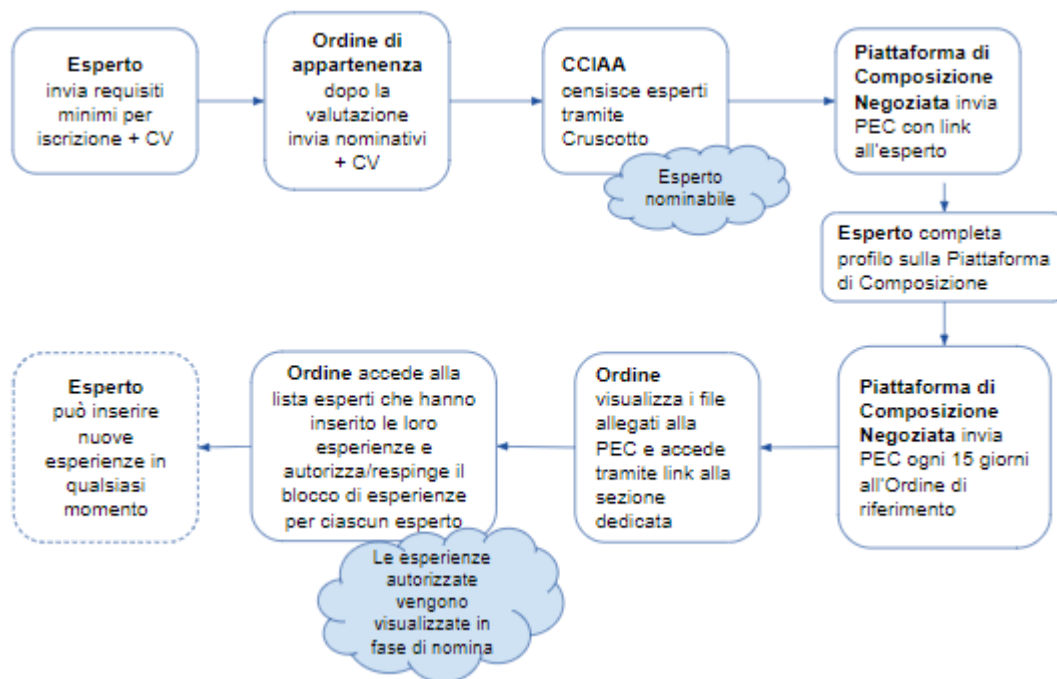 Esperto
invia requisiti
minimi per
iscrizione + CV
Ordine di
appartenenza
dopo la
valutazione
invia nominativi
+ CV
CCIAA
censisce esperti
tramite
Cruscotto
Esperto
nominabile
Piattaforma di
Composizione
Negoziata invia
PEC con link
all'esperto
Esperto completa
profilo sulla Piattaforma
di Composizione
Piattaforma di
Composizione
Negoziata invia
PEC ogni 15 giorni
all'Ordine di
riferimento
Ordine
visualizza i file
allegati alla
PEC e accede
tramite link alla
sezione
dedicata
Ordine accede alla
lista esperti che hanno
inserito le loro
esperienze e
autorizza/respinge il
blocco di esperienze
per ciascun esperto
Le esperienze
autorizzate
vengono
visualizzate in
fase di nomina
Esperto
può inserire
nuove
esperienze in
qualsiasi
momento